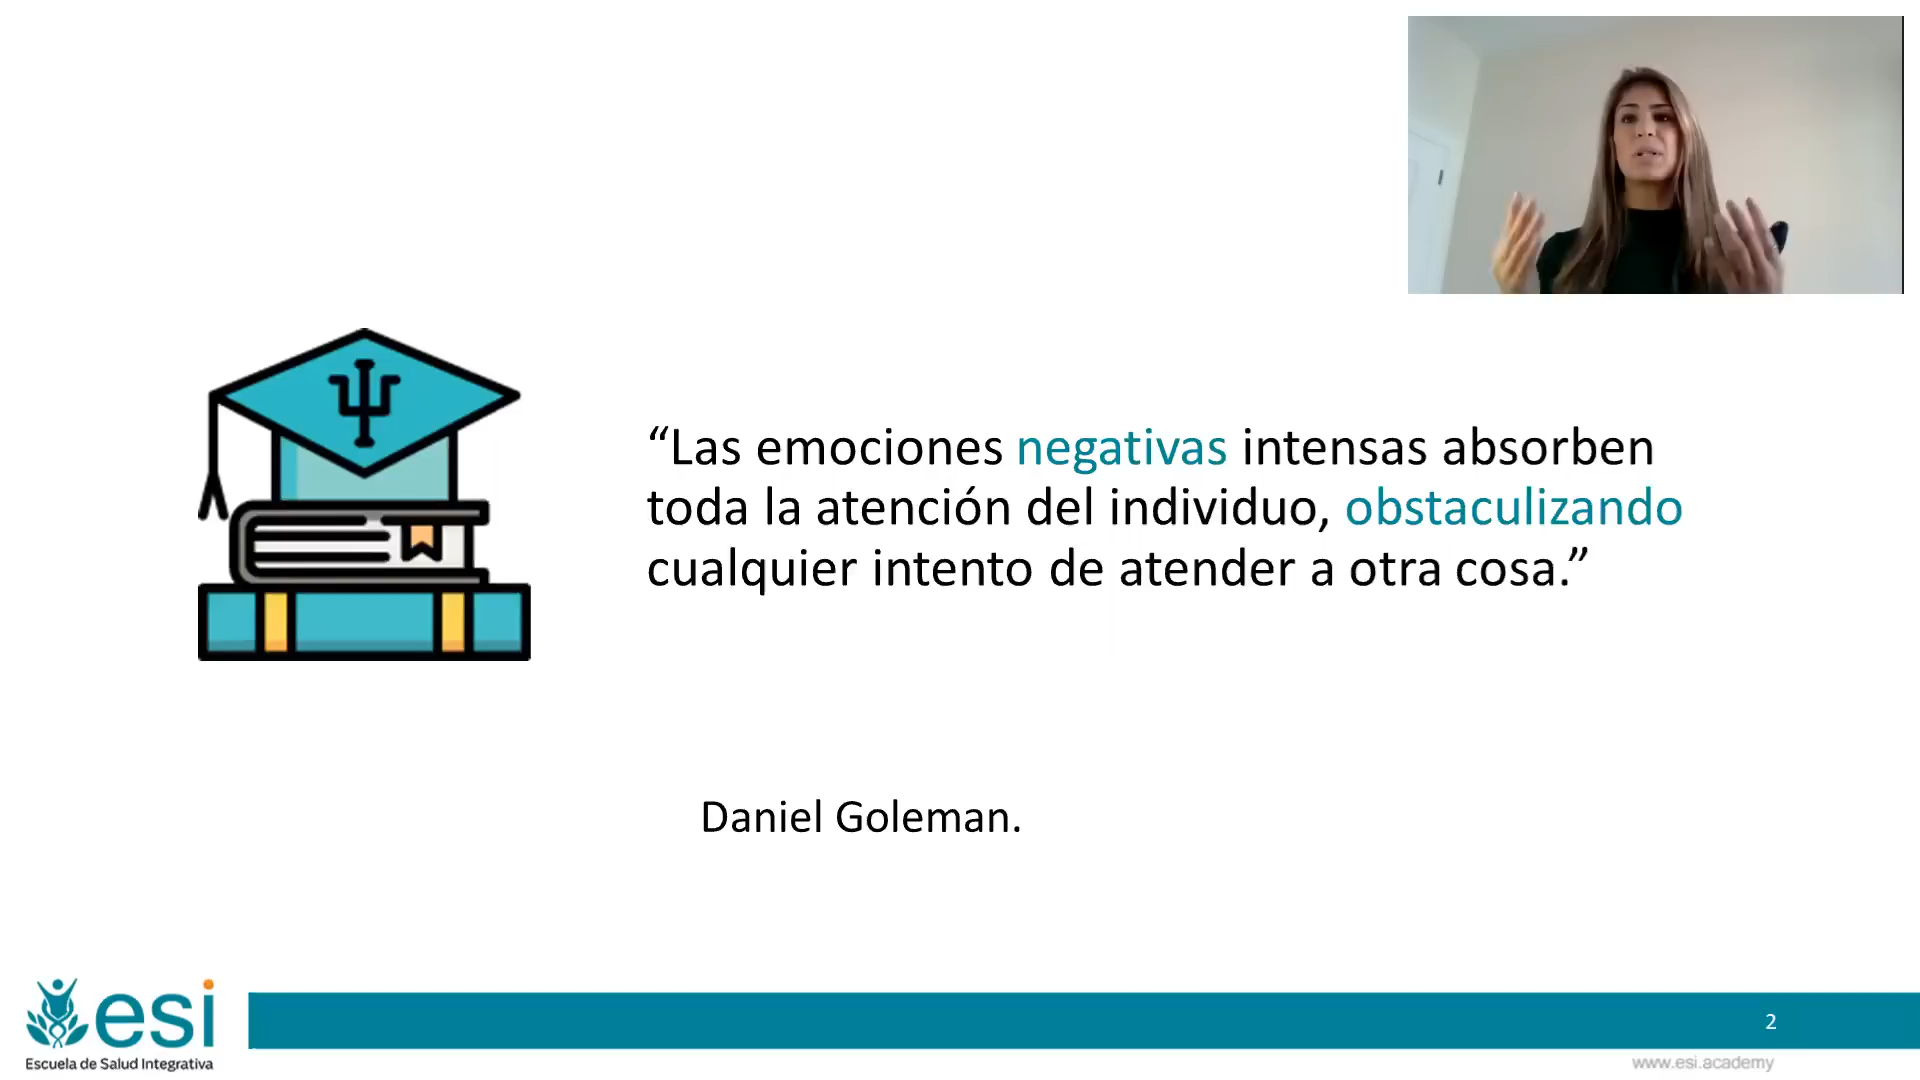 “Las emociones negativas intensas absorben
toda la atención del individuo, obstaculizando
cualquier intento de atender a otra cosa.”
Daniel Goleman.
esi
Escuela de Salud Integrativa
2
www.esi.academy